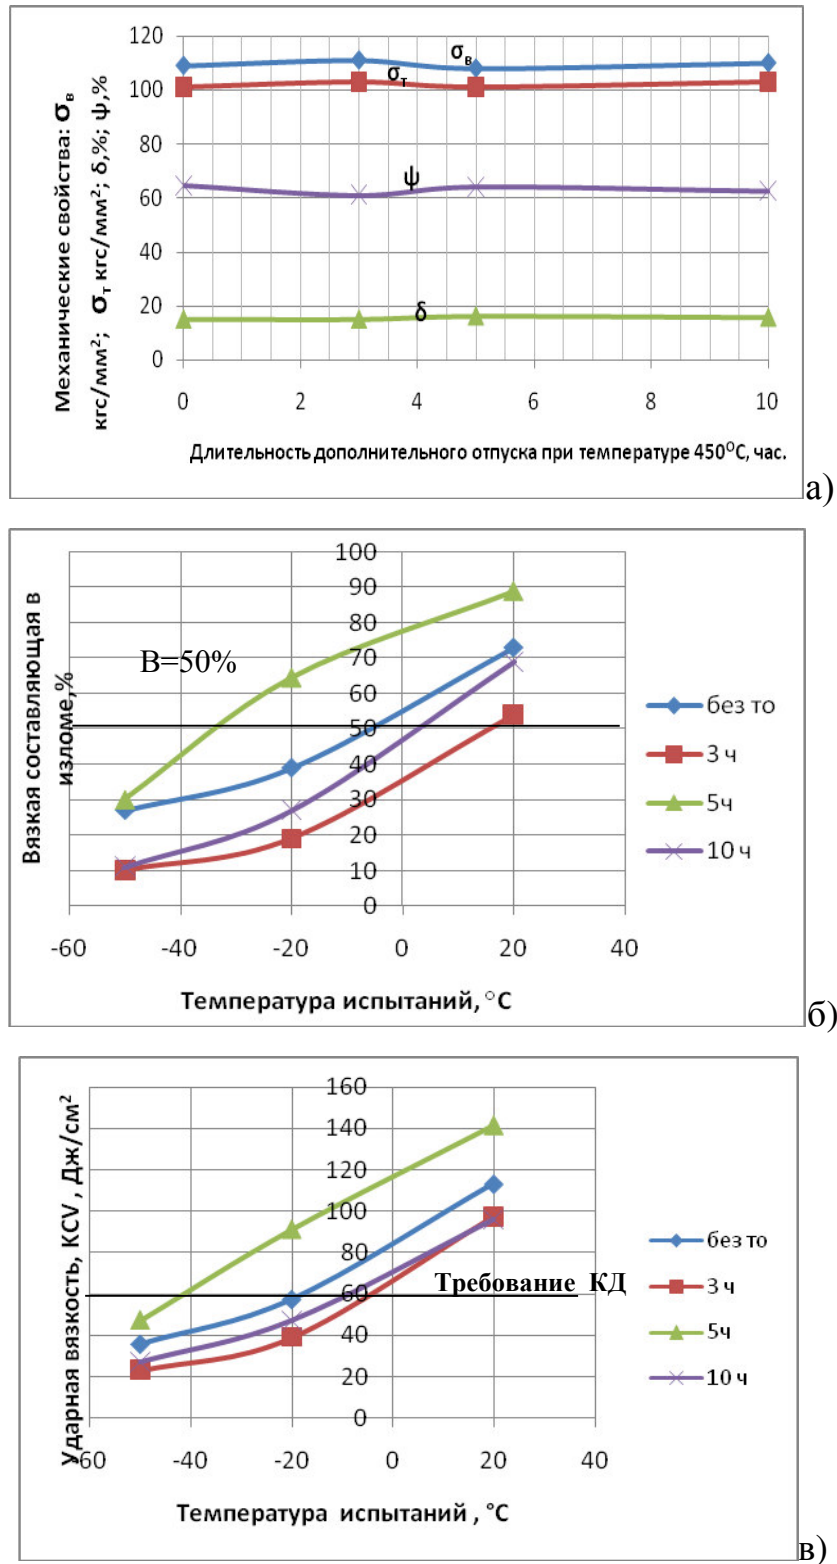 120
100
80
60
40
20
0
σв
σт
ψ
δ
0 2 4 6 8 10
Механические свойства: σв
кгс/мм²; σт кгс/мм²; δ,%; ψ,%
Длительность дополнительного отпуска при температуре 450⁰С, час.
а)
100
90
80
70
60
50
40
30
20
10
0
В=50%
Вязкая составляющая в
изломе,%
-60 -40 -20 0 20 40
Температура испытаний, °С
без то
3 ч
5ч
10 ч
б)
160
140
120
100
80
60
40
20
0
Требование КД
Ударная вязкость, KCV , Дж/см²
-60 -40 -20 0 20 40
Температура испытаний , °С
без то
3 ч
5ч
10 ч
в)